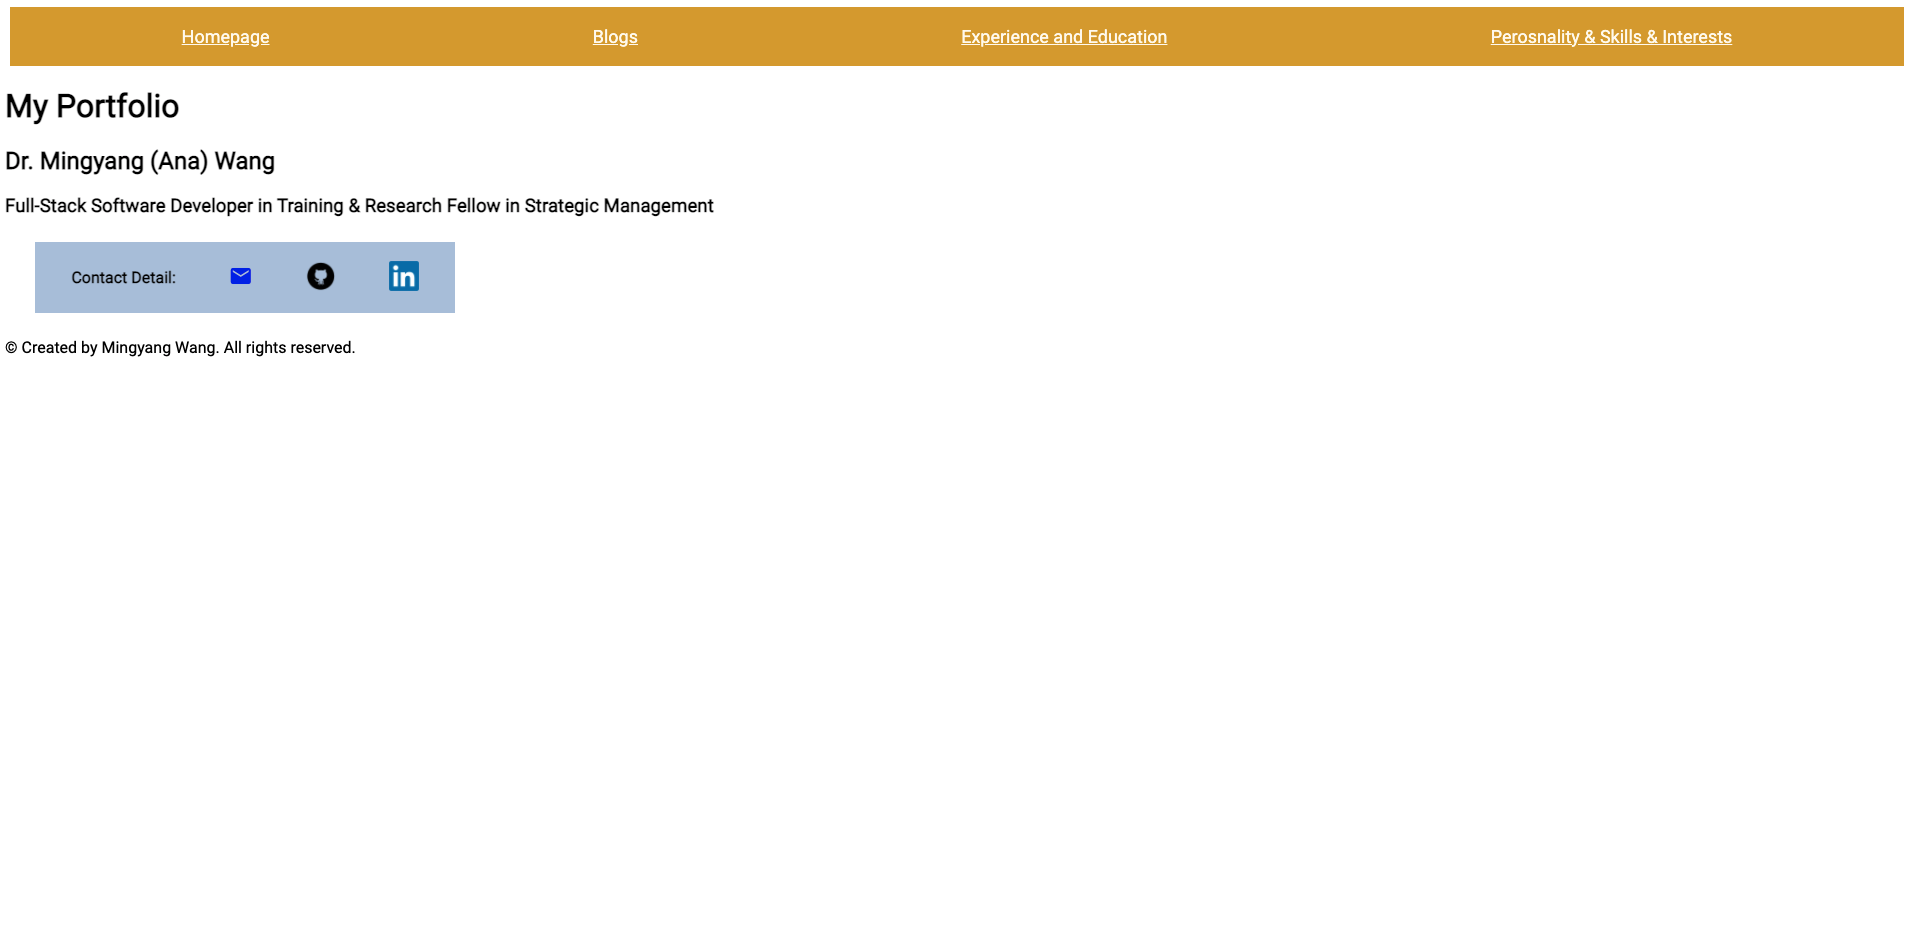 Homepage Blogs Experience and Education Perosnality & Skills & Interests
My Portfolio
Dr. Mingyang (Ana) Wang
Full-Stack Software Developer in Training & Research Fellow in Strategic Management
Contact Detail: in
© Created by Mingyang Wang. All rights reserved.